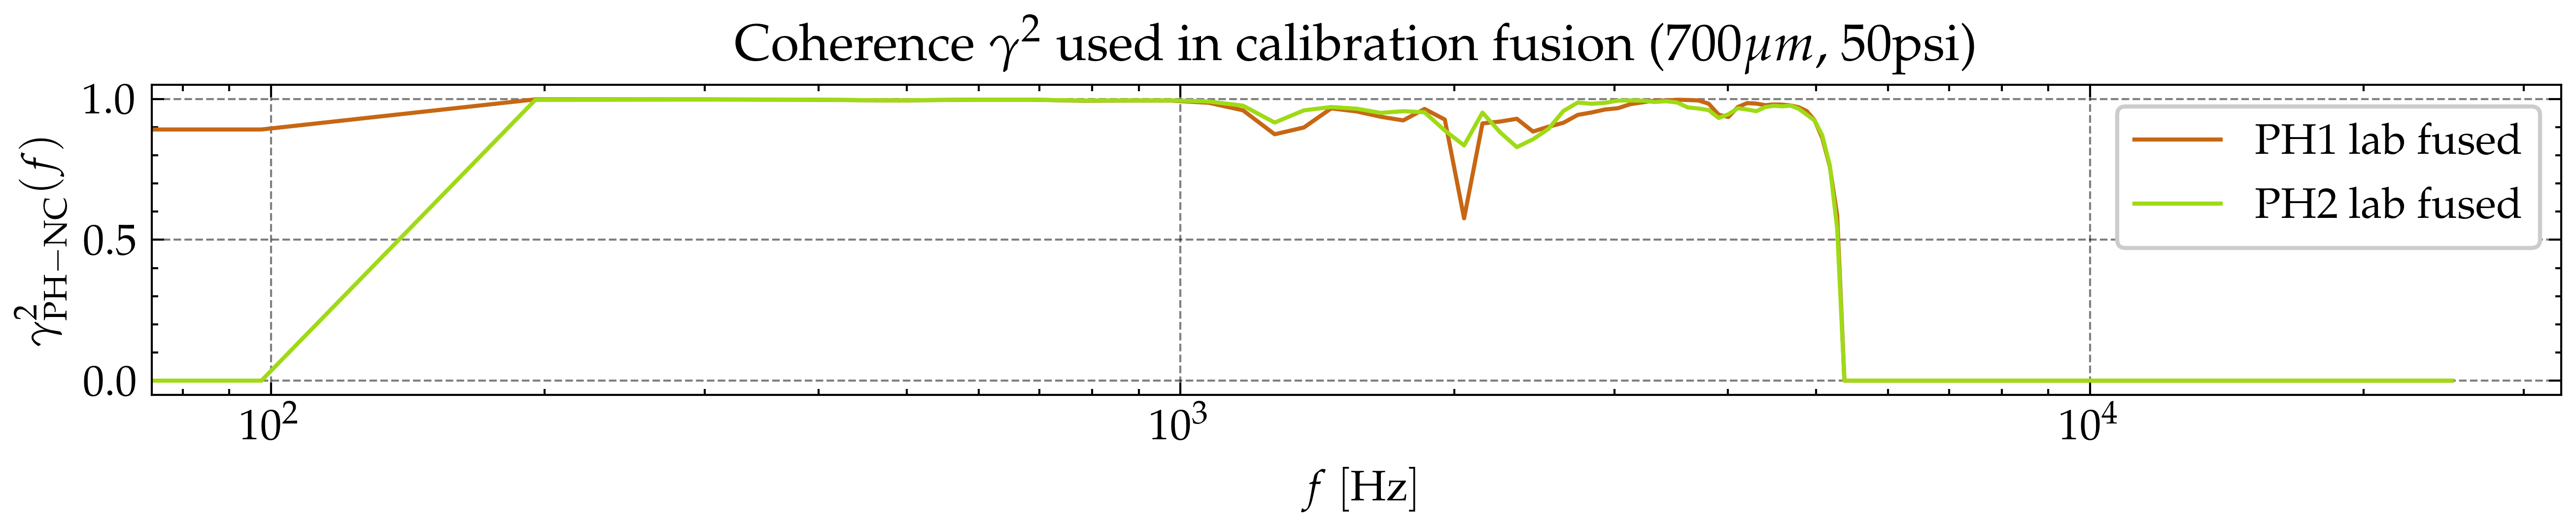 Coherence γ² used in calibration fusion (700μm, 50psi)
γ²PH−NC(f)
1.0
0.5
0.0
PH1 lab fused
PH2 lab fused
10² 10³ 10⁴
f [Hz]